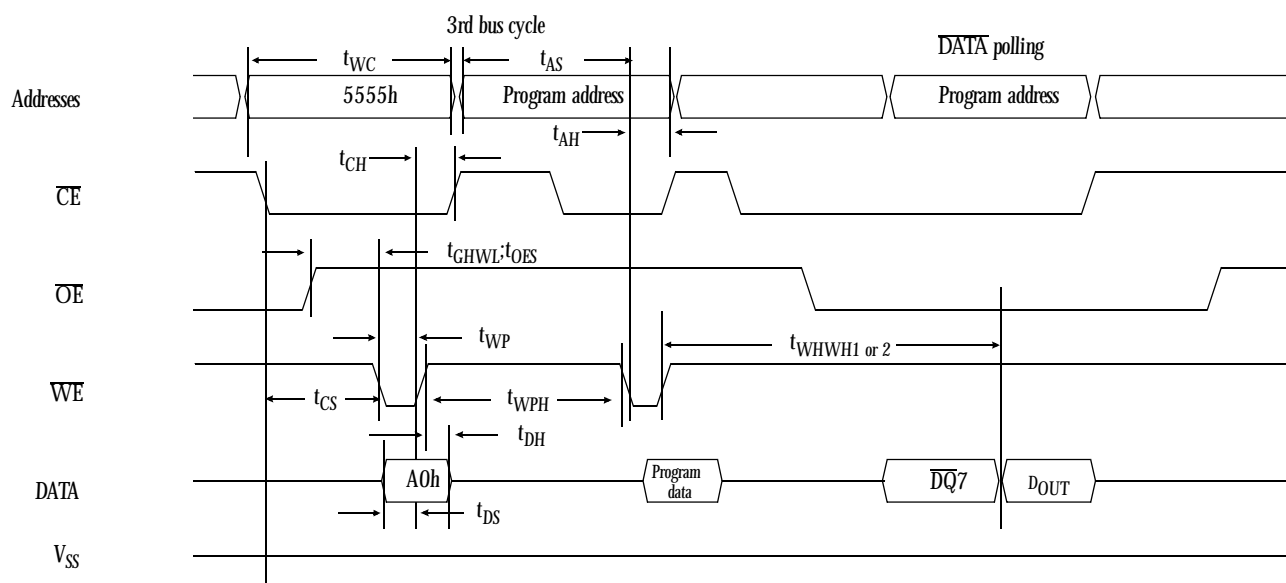 3rd bus cycle
DATA polling
tWC
tAS
Addresses
5555h
Program address
Program address
tAH
tCH
CE
tGHWL;tOES
OE
tWP
tWHWH1 or 2
WE
tCS
tWPH
tDH
DATA
A0h
Program
data
DQ7
DOUT
tDS
VSS